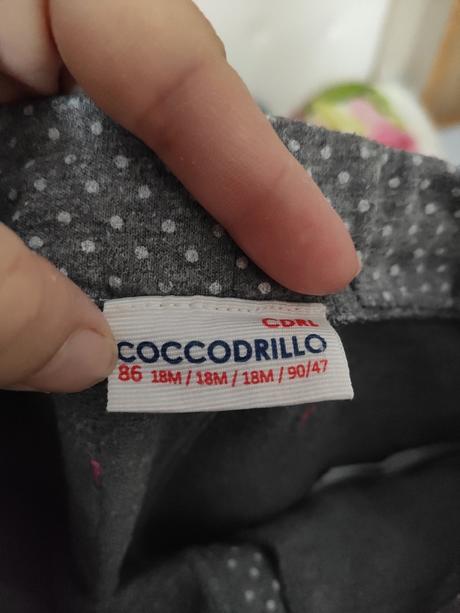 CDRL
COCCODRILLO
86 18M / 18M / 18M / 90/47